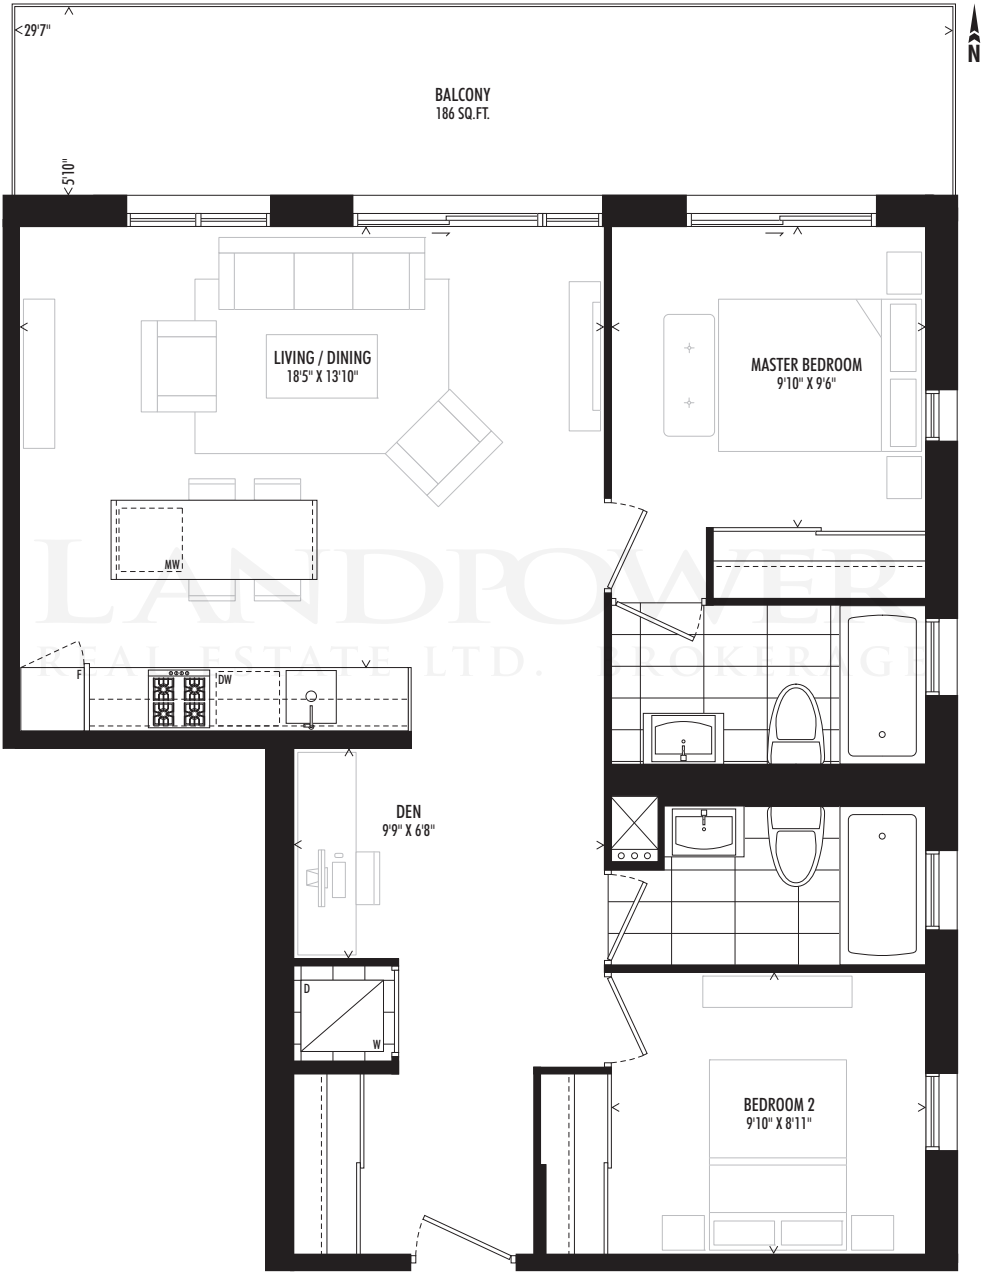 29'7"
N
BALCONY
186 SQ.FT.
5'10"
LIVING / DINING
18'5" X 13'10"
MASTER BEDROOM
9'10" X 9'6"
MW
LANDPOWER
REAL ESTATE LTD. BROKERAGE
F
DW
DEN
9'9" X 6'8"
D
W
BEDROOM 2
9'10" X 8'11"